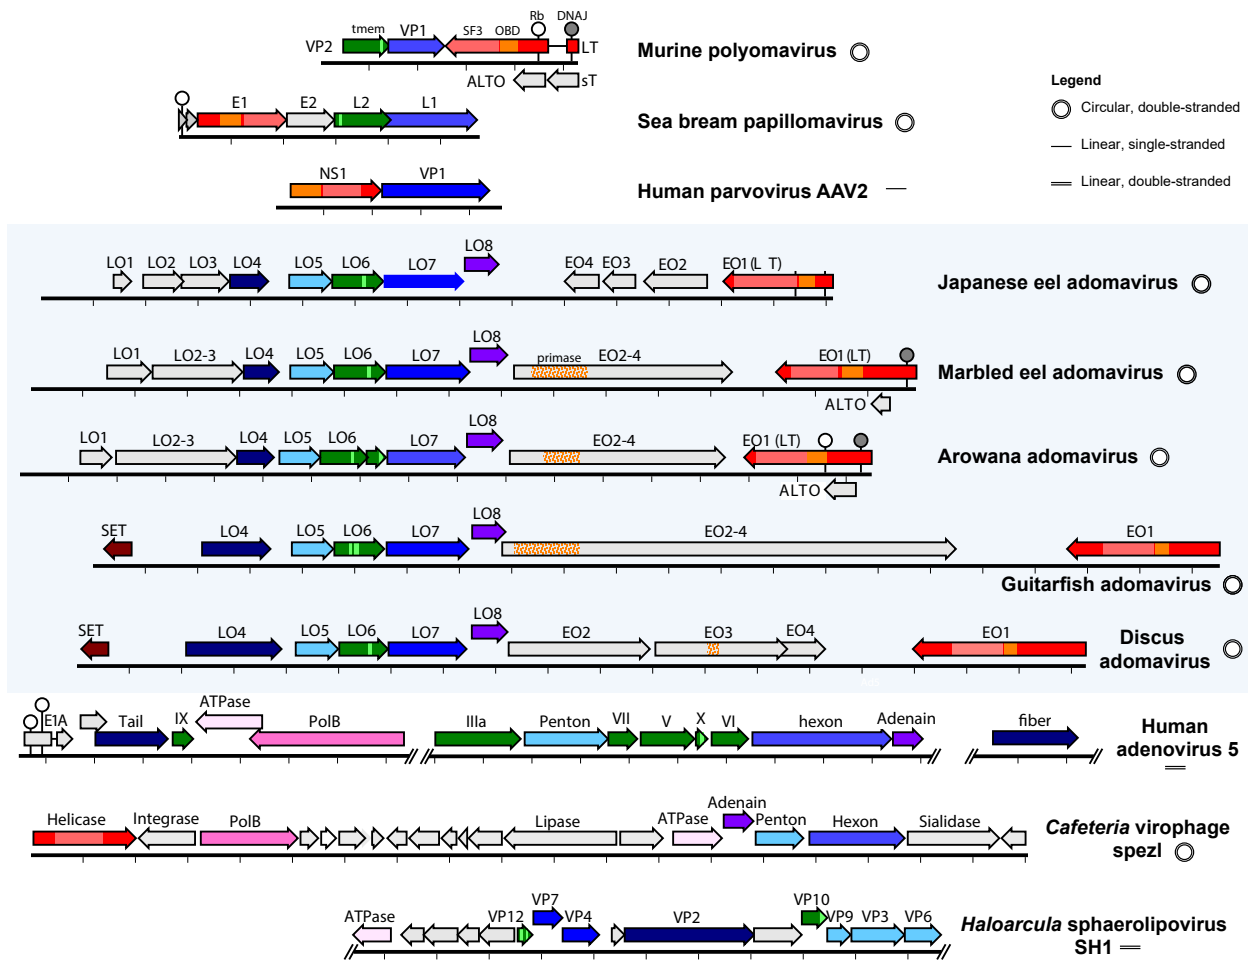 Rb DNAJ
tmem VP1 SF3 OBD
VP2 LT
Murine polyomavirus
ALTO sT
Legend
Circular, double-stranded
Linear, single-stranded
Linear, double-stranded
E1 E2 L2 L1
Sea bream papillomavirus
NS1 VP1
Human parvovirus AAV2
LO8
LO1 LO2 LO3 LO4 LO5 LO6 LO7 EO4 EO3 EO2 EO1 (L T)
Japanese eel adomavirus
LO8
LO1 LO2-3 LO4 LO5 LO6 LO7 primase EO2-4 EO1 (LT)
Marbled eel adomavirus
ALTO
LO8
LO1 LO2-3 LO4 LO5 LO6 LO7 EO2-4 EO1 (LT)
Arowana adomavirus
ALTO
LO8
SET LO4 LO5 LO6 LO7 EO2-4 EO1
Guitarfish adomavirus
LO8
SET LO4 LO5 LO6 LO7 EO2 EO3 EO4 EO1
Discus
adomavirus
ATPase
E1A Tail IX PolB IIIa Penton VII V X VI hexon Adenain fiber
Human
adenovirus 5
Adenain
Helicase Integrase PolB Lipase ATPase Penton Hexon Sialidase
Cafeteria virophage
spezl
VP7 VP10
ATPase VP12 VP4 VP2 VP9 VP3 VP6
Haloarcula sphaerolipovirus
SH1